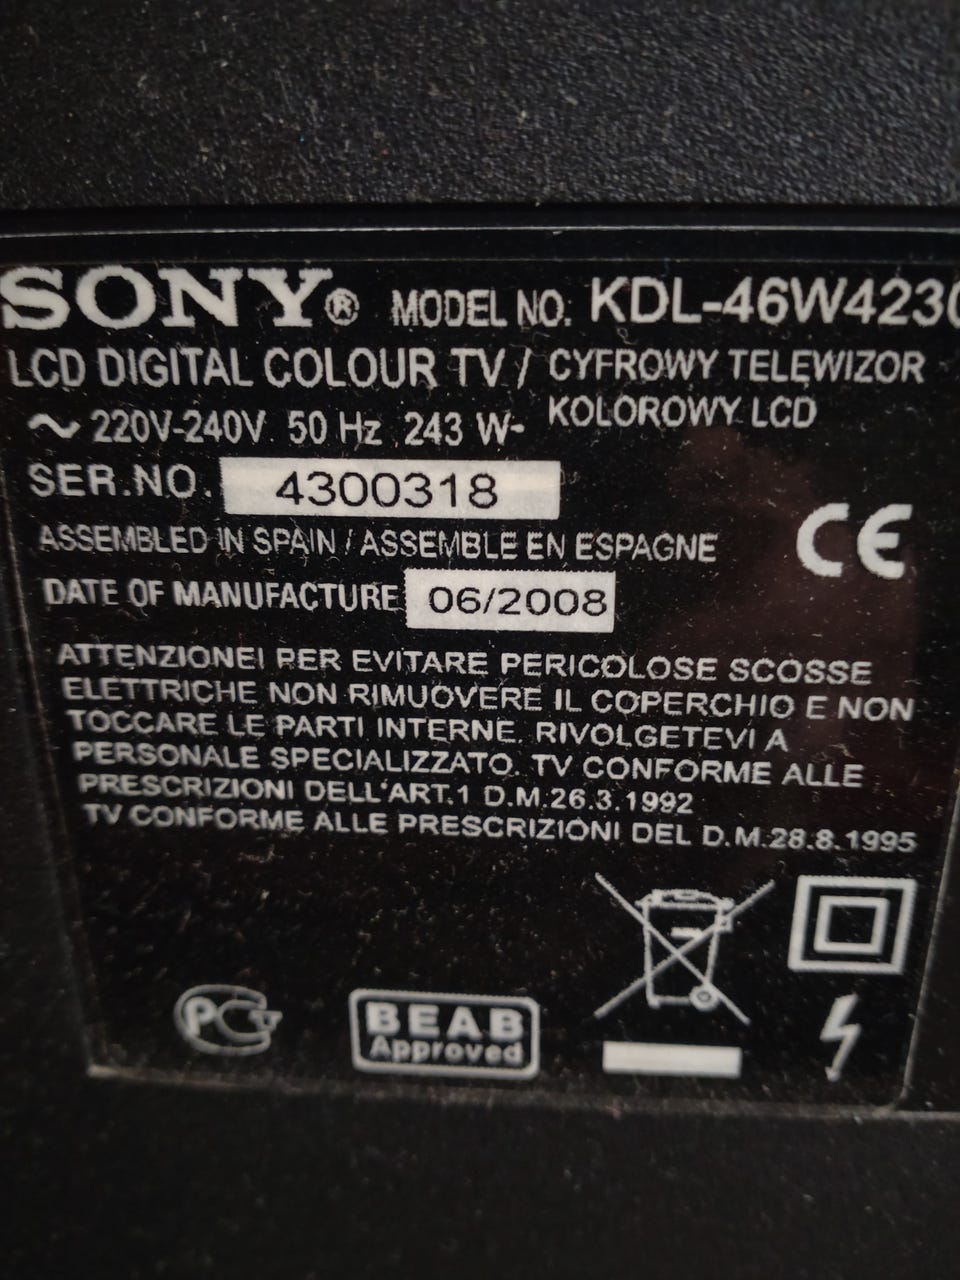 SONY® MODEL NO. KDL-46W4230
LCD DIGITAL COLOUR TV / CYFROWY TELEWIZOR
KOLOROWY LCD
~ 220V-240V 50 Hz 243 W-
SER.NO. 4300318
ASSEMBLED IN SPAIN / ASSEMBLE EN ESPAGNE
CE
DATE OF MANUFACTURE 06/2008
ATTENZIONE! PER EVITARE PERICOLOSE SCOSSE
ELETTRICHE NON RIMUOVERE IL COPERCHIO E NON
TOCCARE LE PARTI INTERNE. RIVOLGETEVI A
PERSONALE SPECIALIZZATO. TV CONFORME ALLE
PRESCRIZIONI DELL'ART.1 D.M.26.3.1992
TV CONFORME ALLE PRESCRIZIONI DEL D.M.28.8.1995
PCT
BEAB
Approved